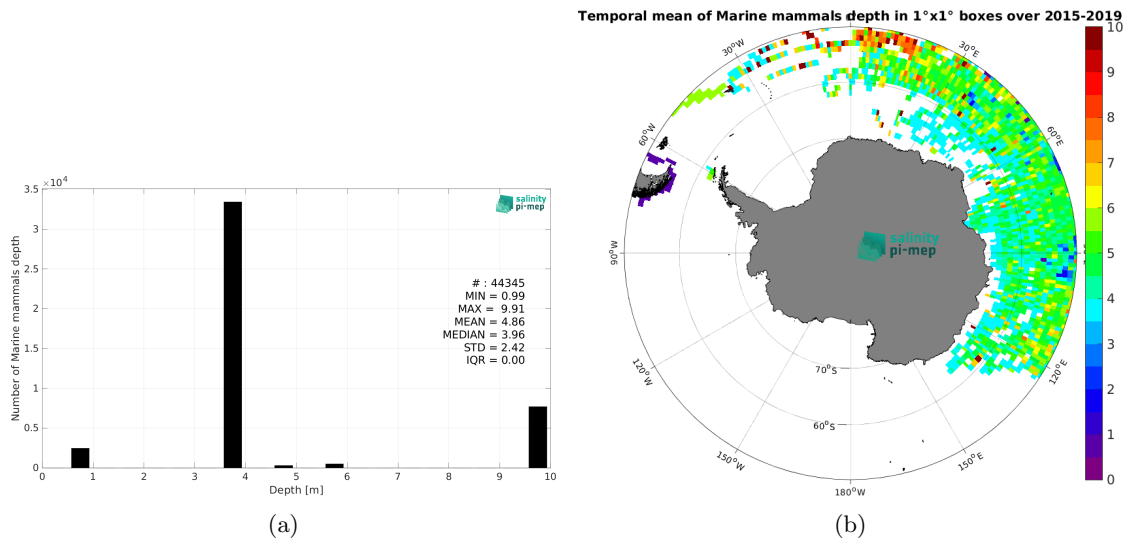 ×10⁴
3.5
3
2.5
2
1.5
1
0.5
0
Number of Marine mammals depth
salinity
pi-mep
# : 44345
MIN = 0.99
MAX = 9.91
MEAN = 4.86
MEDIAN = 3.96
STD = 2.42
IQR = 0.00
0 1 2 3 4 5 6 7 8 9 10
Depth [m]
(a)
Temporal mean of Marine mammals depth in 1°x1° boxes over 2015-2019
30°W
30°E
60°W
60°E
90°W
120°W
120°E
150°W
150°E
180°W
70°S
60°S
salinity
pi-mep
10
9
8
7
6
5
4
3
2
1
0
(b)